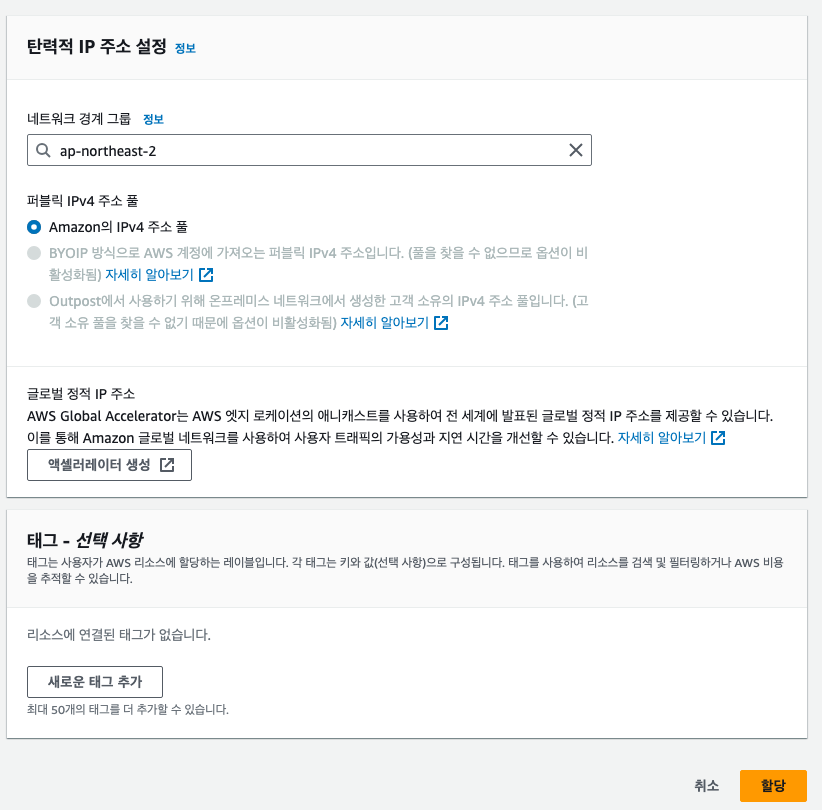 탄력적 IP 주소 설정 정보
네트워크 경계 그룹 정보
ap-northeast-2
퍼블릭 IPv4 주소 풀
Amazon의 IPv4 주소 풀
BYOIP 방식으로 AWS 계정에 가져오는 퍼블릭 IPv4 주소입니다. (풀을 찾을 수 없으므로 옵션이 비
활성화됨) 자세히 알아보기
Outpost에서 사용하기 위해 온프레미스 네트워크에서 생성한 고객 소유의 IPv4 주소 풀입니다. (고
객 소유 풀을 찾을 수 없기 때문에 옵션이 비활성화됨) 자세히 알아보기
글로벌 정적 IP 주소
AWS Global Accelerator는 AWS 엣지 로케이션의 애니캐스트를 사용하여 전 세계에 발표된 글로벌 정적 IP 주소를 제공할 수 있습니다.
이를 통해 Amazon 글로벌 네트워크를 사용하여 사용자 트래픽의 가용성과 지연 시간을 개선할 수 있습니다. 자세히 알아보기
액셀러레이터 생성
태그 - 선택 사항
태그는 사용자가 AWS 리소스에 할당하는 레이블입니다. 각 태그는 키와 값(선택 사항)으로 구성됩니다. 태그를 사용하여 리소스를 검색 및 필터링하거나 AWS 비용
을 추적할 수 있습니다.
리소스에 연결된 태그가 없습니다.
새로운 태그 추가
최대 50개의 태그를 더 추가할 수 있습니다.
취소 할당